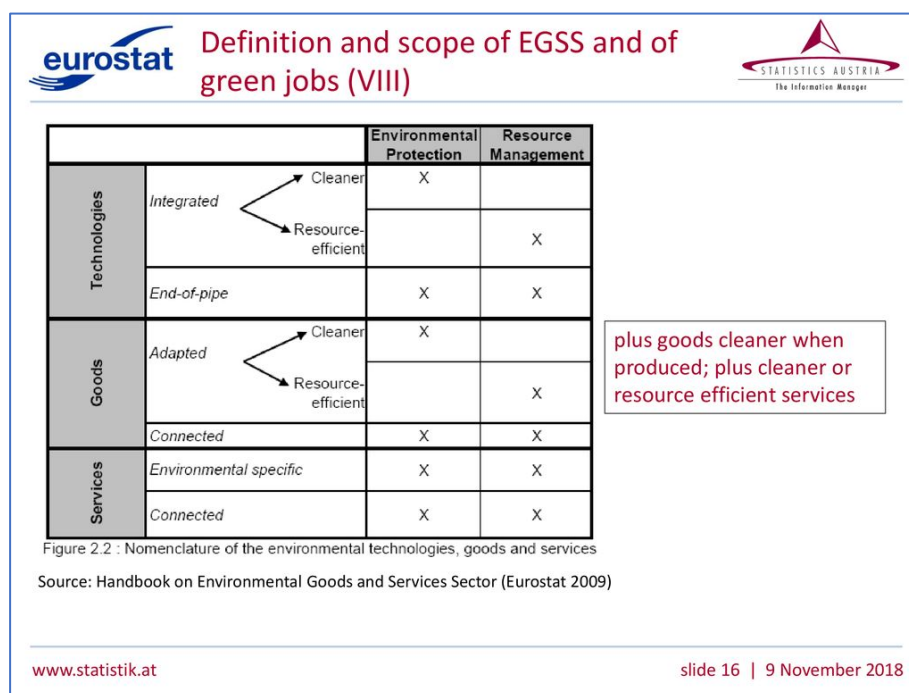 eurostat
Definition and scope of EGSS and of
green jobs (VIII)
STATISTICS AUSTRIA
The Information Manager
Environmental Protection
Resource Management
Technologies
Integrated
Cleaner
X
Resource-
efficient
X
End-of-pipe
X
X
Goods
Adapted
Cleaner
X
Resource-
efficient
X
Connected
X
X
Services
Environmental specific
X
X
Connected
X
X
plus goods cleaner when
produced; plus cleaner or
resource efficient services
Figure 2.2 : Nomenclature of the environmental technologies, goods and services
Source: Handbook on Environmental Goods and Services Sector (Eurostat 2009)
www.statistik.at
slide 16 | 9 November 2018